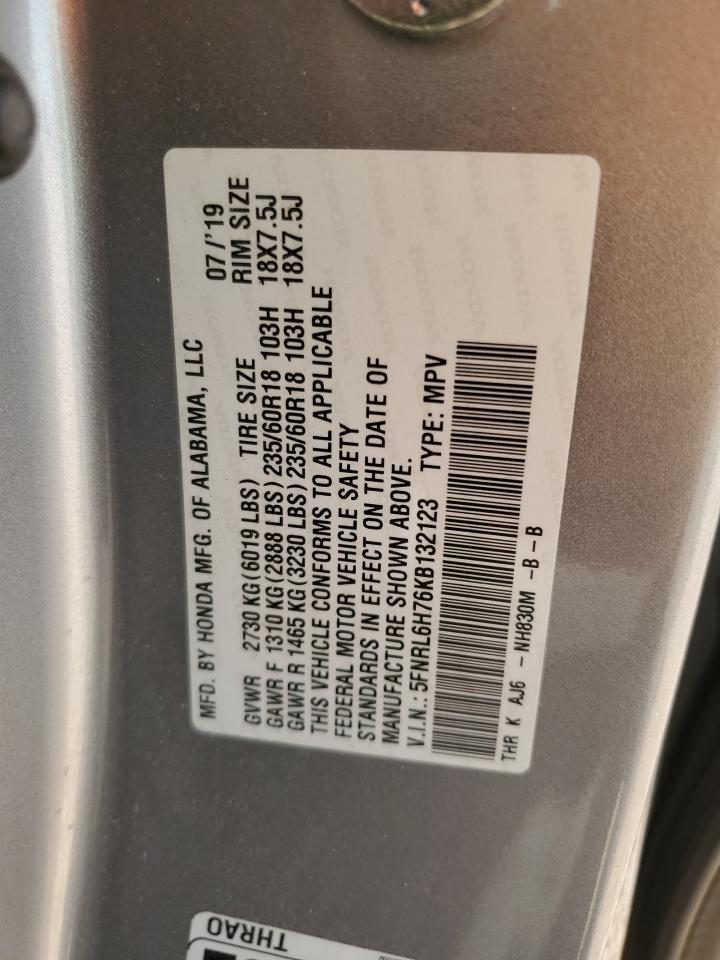 MFD. BY HONDA MFG. OF ALABAMA, LLC 07/'19
GVWR 2730 KG (6019 LBS) TIRE SIZE RIM SIZE
GAWR F 1310 KG (2888 LBS) 235/60R18 103H 18X7.5J
GAWR R 1465 KG (3230 LBS) 235/60R18 103H 18X7.5J
THIS VEHICLE CONFORMS TO ALL APPLICABLE
FEDERAL MOTOR VEHICLE SAFETY
STANDARDS IN EFFECT ON THE DATE OF
MANUFACTURE SHOWN ABOVE.
V.I.N.: 5FNRL6H76KB132123 TYPE: MPV
THR K AJ6 - NH830M -B - B
THRA0